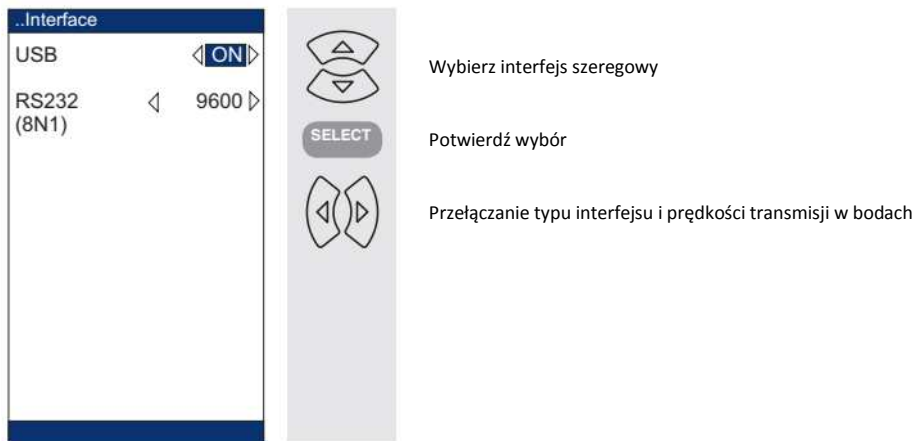 ..Interface
USB ON
RS232 9600
(8N1)
Wybierz interfejs szeregowy
SELECT
Potwierdź wybór
Przełączanie typu interfejsu i prędkości transmisji w bodach